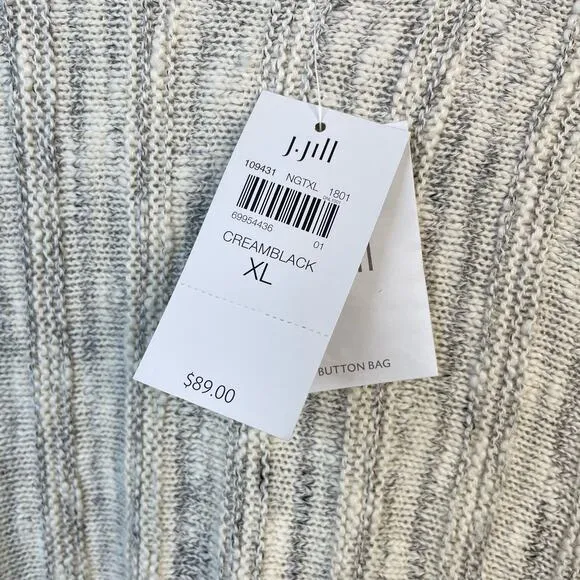 J.Jill
109431 NGTXL 1801
69954436 01
CREAMBLACK
XL
$89.00
BUTTON BAG